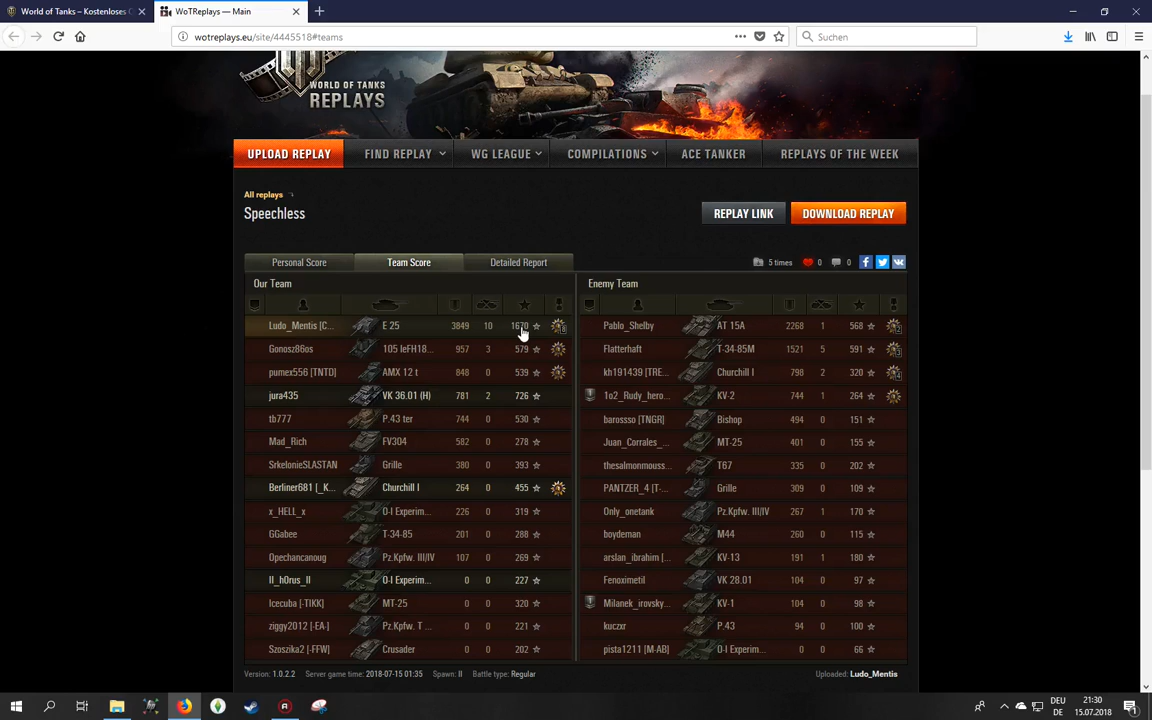 World of Tanks – Kostenloses O
WoTReplays — Main
wotreplays.eu/site/4445518#teams
Suchen
WORLD OF TANKS
REPLAYS
UPLOAD REPLAY FIND REPLAY WG LEAGUE COMPILATIONS ACE TANKER REPLAYS OF THE WEEK
All replays
Speechless
REPLAY LINK DOWNLOAD REPLAY
Personal Score Team Score Detailed Report 5 times 0 0
Our Team Enemy Team
Ludo_Mentis [C... E 25 3849 10 1670 6 Pablo_Shelby AT 15A 2268 1 568 2
Gonosz86os 105 leFH18... 957 3 579 Flatterhaft T-34-85M 1521 5 591 3
pumex556 [TNTD] AMX 12 t 848 0 539 kh191439 [TRE... Churchill I 798 2 320 4
jura435 VK 36.01 (H) 781 2 726 1o2_Rudy_hero... KV-2 744 1 264
tb777 P.43 ter 744 0 530 barossso [TNGR] Bishop 494 0 151
Mad_Rich FV304 582 0 278 Juan_Corrales_... MT-25 401 0 155
SrkelonieSLASTAN Grille 380 0 393 thesalmonmouss... T67 335 0 202
Berliner681 [_K... Churchill I 264 0 455 PANTZER_4 [T-... Grille 309 0 109
x_HELL_x O-I Experim... 226 0 319 Only_onetank Pz.Kpfw. III/IV 267 1 170
GGabee T-34-85 201 0 288 boydeman M44 260 0 115
Opechancanoug Pz.Kpfw. III/IV 107 0 269 arslan_ibrahim [... KV-13 191 1 180
II_h0rus_II O-I Experim... 0 0 227 Fenoximetil VK 28.01 104 0 97
Icecuba [-TIKK] MT-25 0 0 320 Milanek_irovsky... KV-1 104 0 98
ziggy2012 [-EA-] Pz.Kpfw. T ... 0 0 221 kuczxr P.43 94 0 100
Szoszika2 [-FFW] Crusader 0 0 202 pista1211 [M-AB] O-I Experim... 0 0 66
Version: 1.0.2.2 Server game time: 2018-07-15 01:35 Spawn: II Battle type: Regular Uploaded: Ludo_Mentis
DEU 21:30
DE 15.07.2018